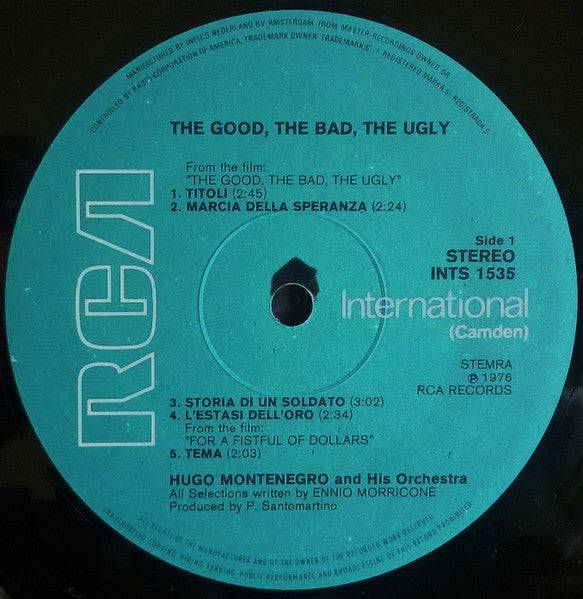 MANUFACTURED BY INELCO NEDERLAND BV AMSTERDAM FROM MASTER RECORDINGS OWNED OR
CONTROLLED BY RADIO CORPORATION OF AMERICA. TRADEMARK OWNER. TRADEMARK'S & REGISTERED MARK.S. REGISTRADA.S
THE GOOD, THE BAD, THE UGLY
From the film:
"THE GOOD, THE BAD, THE UGLY"
1. TITOLI (2:45)
2. MARCIA DELLA SPERANZA (2:24)
RCA
Side 1
STEREO
INTS 1535
International
(Camden)
STEMRA
℗ 1976
RCA RECORDS
3. STORIA DI UN SOLDATO (3:02)
4. L'ESTASI DELL'ORO (2:34)
From the film:
"FOR A FISTFUL OF DOLLARS"
5. TEMA (2:03)
HUGO MONTENEGRO and His Orchestra
All Selections written by ENNIO MORRICONE
Produced by P. Santomartino
ALL RIGHTS OF THE MANUFACTURER AND OF THE OWNER OF THE RECORDED WORK RESERVED.
UNAUTHORISED COPYING, HIRING, LENDING, PUBLIC PERFORMANCE AND BROADCASTING OF THIS RECORD PROHIBITED